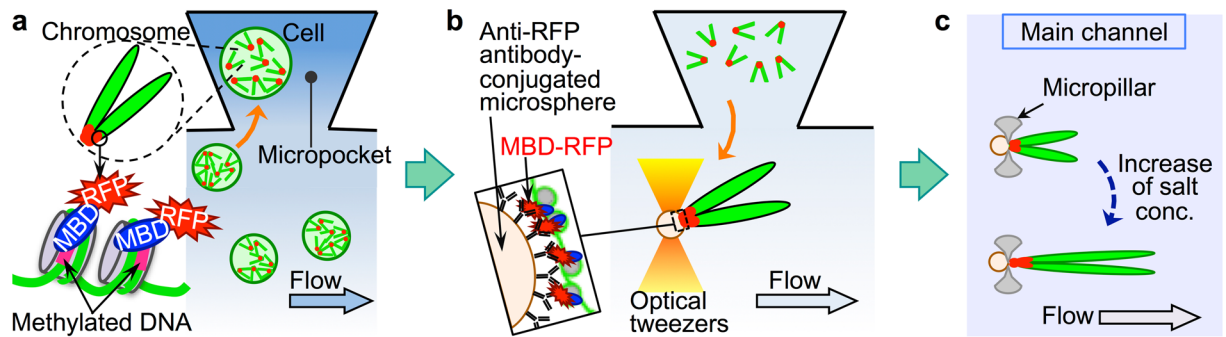 a
Chromosome
Cell
Micropocket
RFP
MBD
RFP
MBD
Flow
Methylated DNA
b
Anti-RFP
antibody-
conjugated
microsphere
MBD-RFP
Optical
tweezers
Flow
c
Main channel
Micropillar
Increase
of salt
conc.
Flow